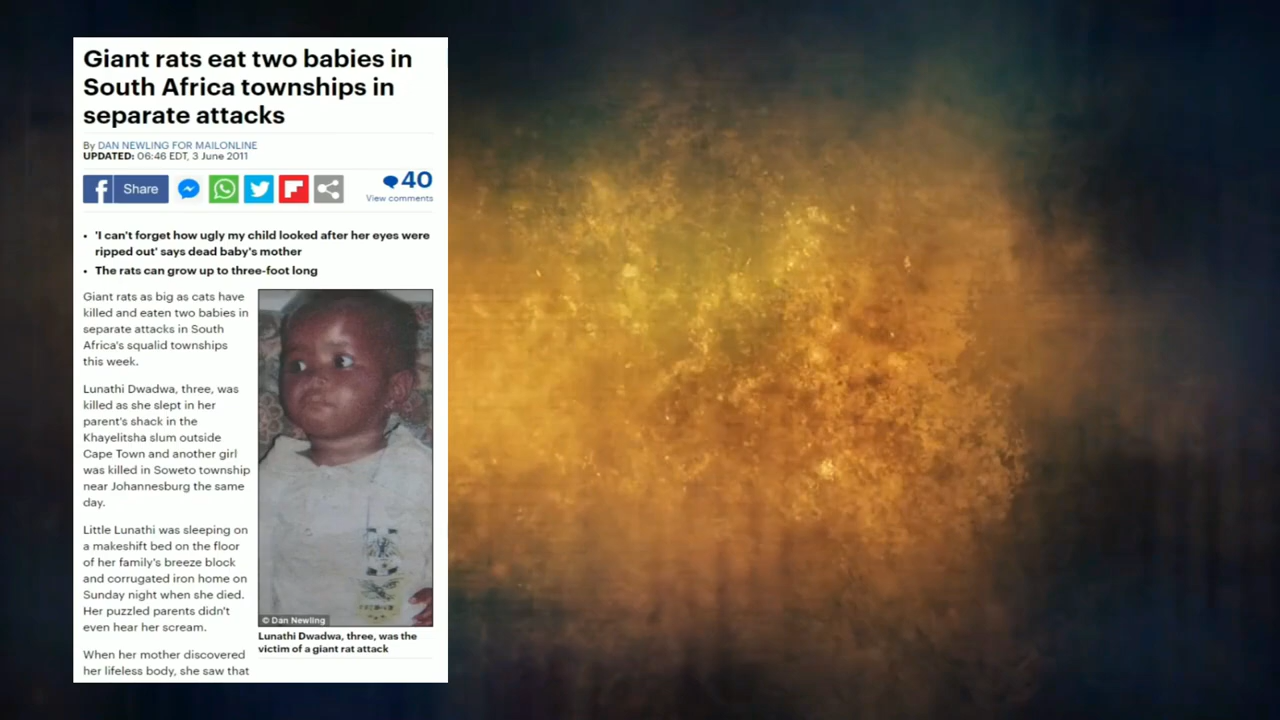 Giant rats eat two babies in
South Africa townships in
separate attacks
By DAN NEWLING FOR MAILONLINE
UPDATED: 06:46 EDT, 3 June 2011
Share
40
View comments
• 'I can't forget how ugly my child looked after her eyes were
ripped out' says dead baby's mother
• The rats can grow up to three-foot long
Giant rats as big as cats have
killed and eaten two babies in
separate attacks in South
Africa's squalid townships
this week.
Lunathi Dwadwa, three, was
killed as she slept in her
parent's shack in the
Khayelitsha slum outside
Cape Town and another girl
was killed in Soweto township
near Johannesburg the same
day.
Little Lunathi was sleeping on
a makeshift bed on the floor
of her family's breeze block
and corrugated iron home on
Sunday night when she died.
Her puzzled parents didn't
even hear her scream.
When her mother discovered
her lifeless body, she saw that
© Dan Newling
Lunathi Dwadwa, three, was the
victim of a giant rat attack